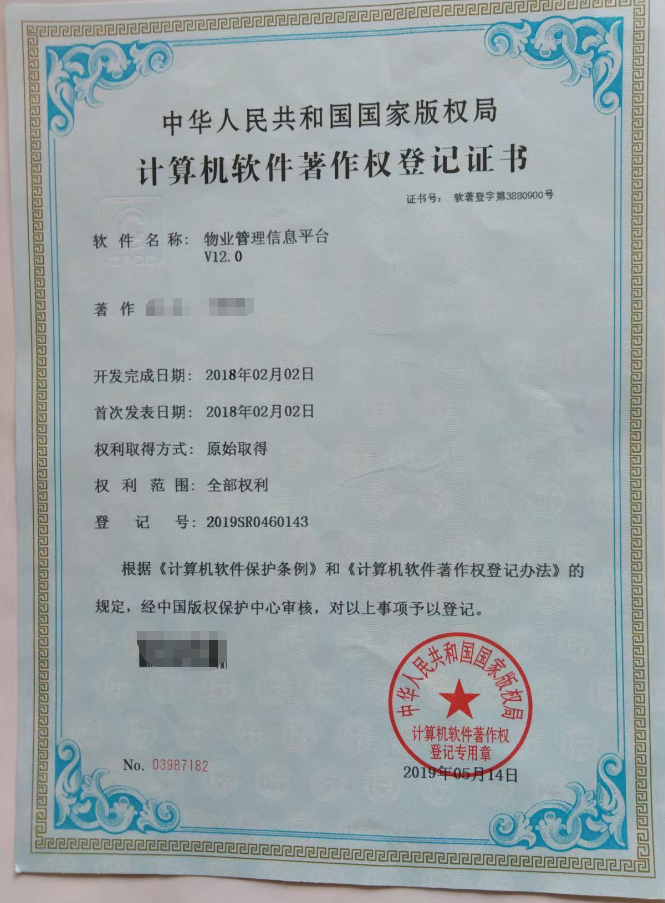 中华人民共和国国家版权局
计算机软件著作权登记证书
证书号： 软著登字第3880900号
软件名称： 物业管理信息平台
V12.0
著作
开发完成日期： 2018年02月02日
首次发表日期： 2018年02月02日
权利取得方式： 原始取得
权利范围： 全部权利
登记号： 2019SR0460143
根据《计算机软件保护条例》和《计算机软件著作权登记办法》的
规定，经中国版权保护中心审核，对以上事项予以登记。
中华人民共和国国家版权局
计算机软件著作权
登记专用章
No. 03987182
2019年05月14日